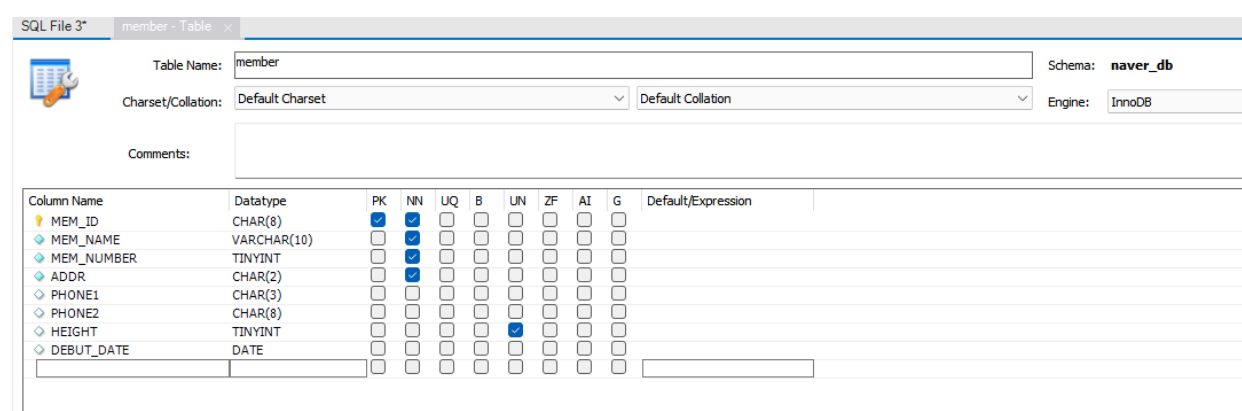 SQL File 3* member - Table ×
Table Name: member Schema: naver_db
Charset/Collation: Default Charset Default Collation Engine: InnoDB
Comments:
Column Name Datatype PK NN UQ B UN ZF AI G Default/Expression
MEM_ID CHAR(8)
MEM_NAME VARCHAR(10)
MEM_NUMBER TINYINT
ADDR CHAR(2)
PHONE1 CHAR(3)
PHONE2 CHAR(8)
HEIGHT TINYINT
DEBUT_DATE DATE